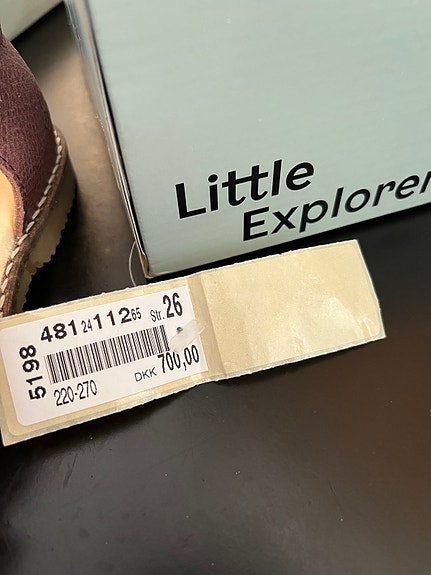 Little
Explorer
5198
481 24 112 65 Str. 26
DKK 700,00
220-270